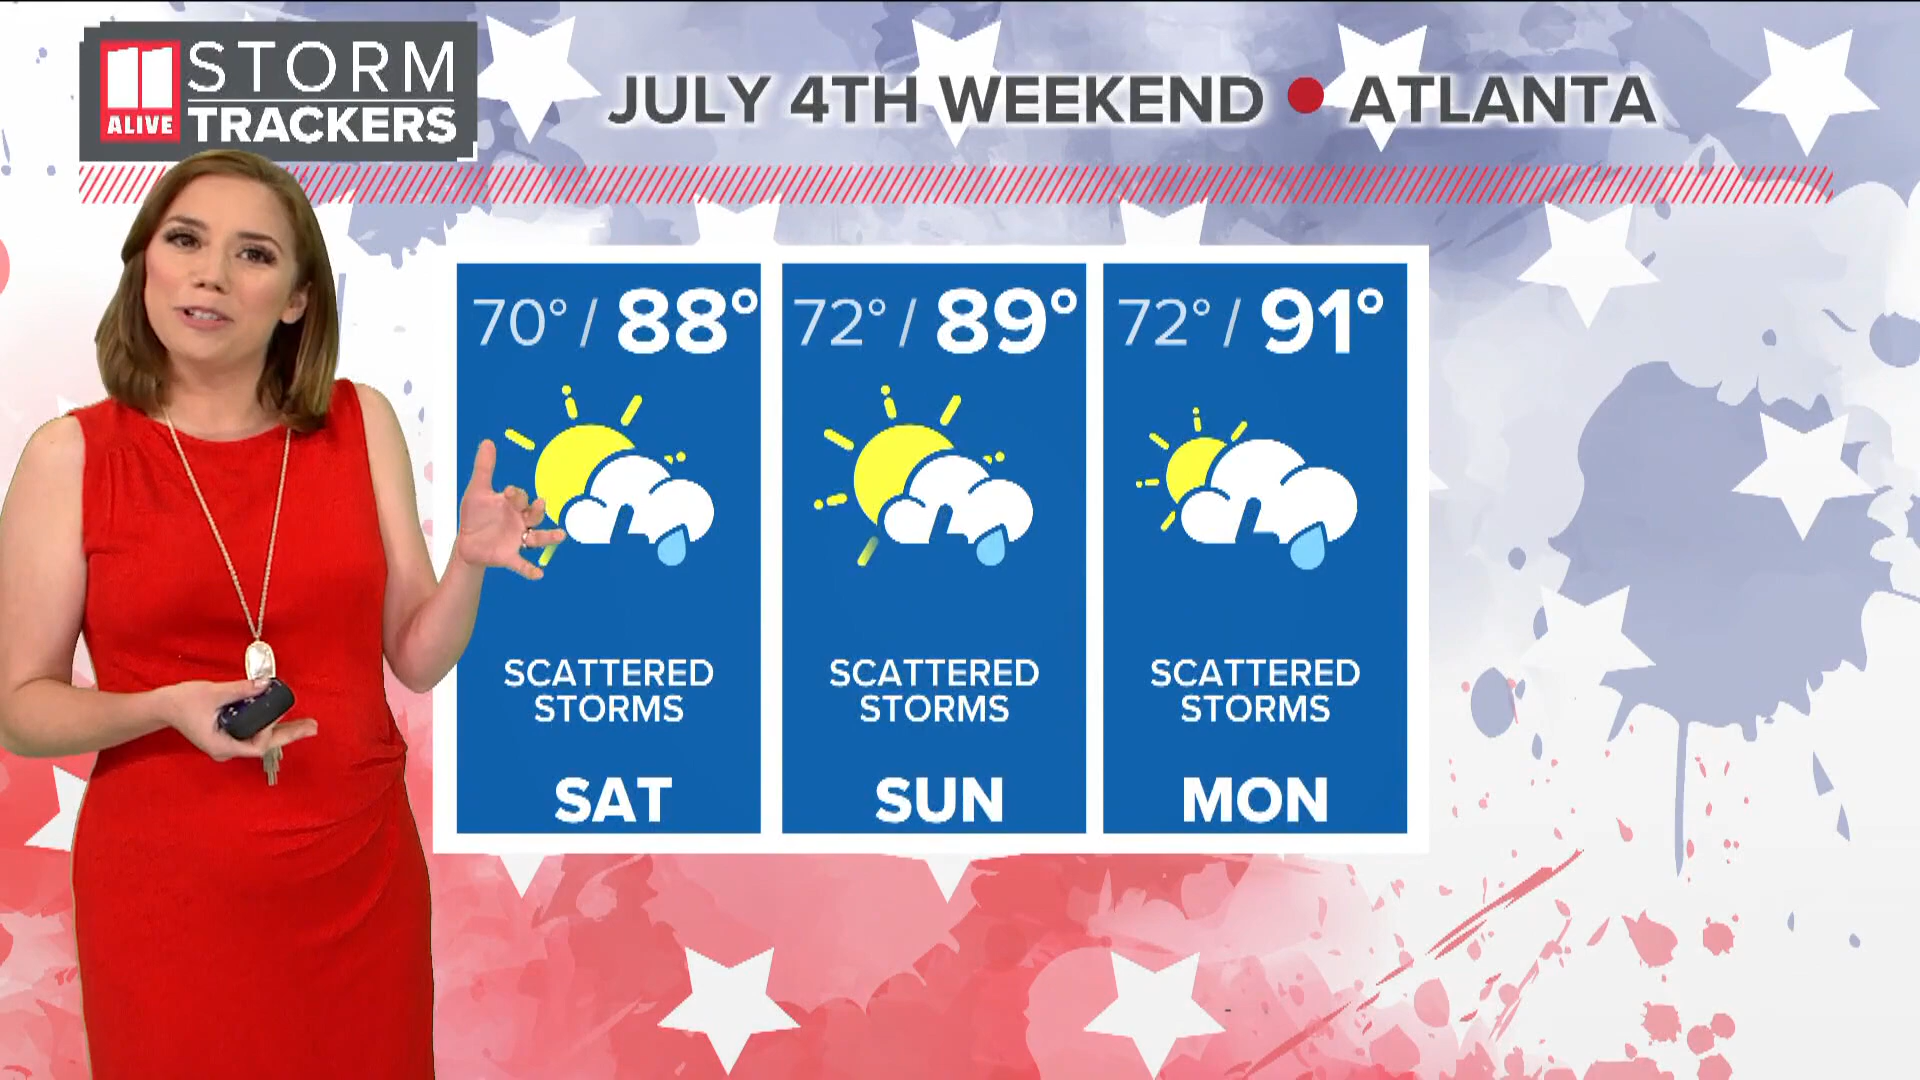 11
ALIVE
STORM
TRACKERS
JULY 4TH WEEKEND • ATLANTA
70° / 88°
SCATTERED
STORMS
SAT
72° / 89°
SCATTERED
STORMS
SUN
72° / 91°
SCATTERED
STORMS
MON